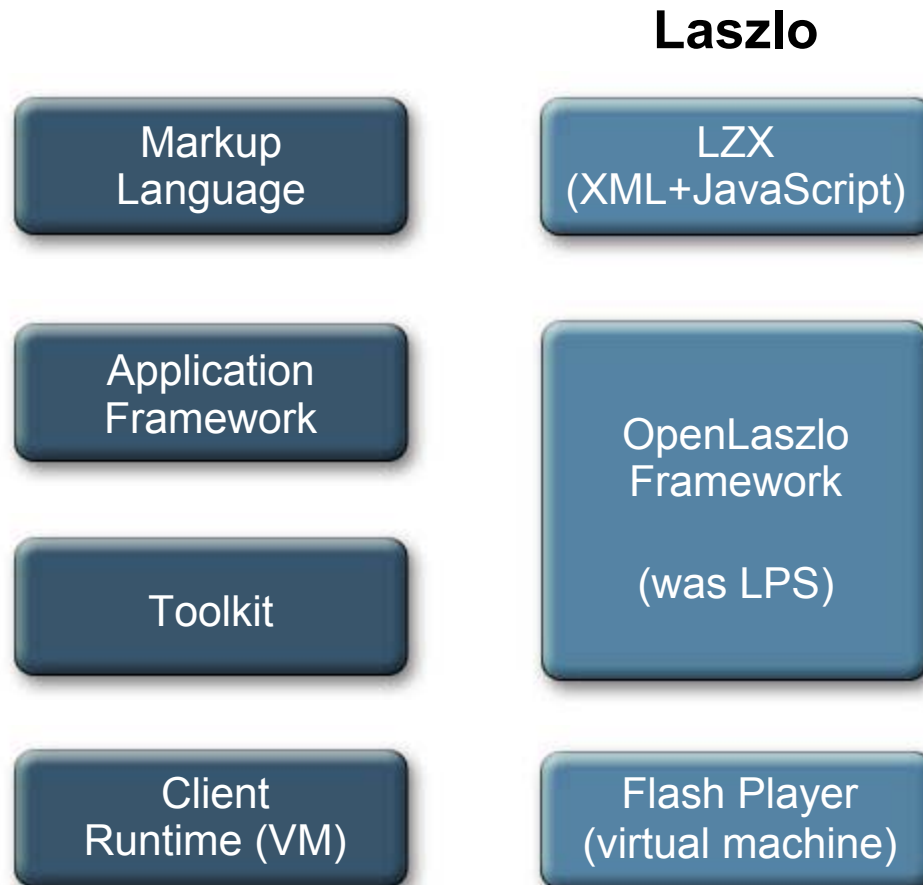 Laszlo
Markup
Language
LZX
(XML+JavaScript)
Application
Framework
OpenLaszlo
Framework
(was LPS)
Toolkit
Client
Runtime (VM)
Flash Player
(virtual machine)